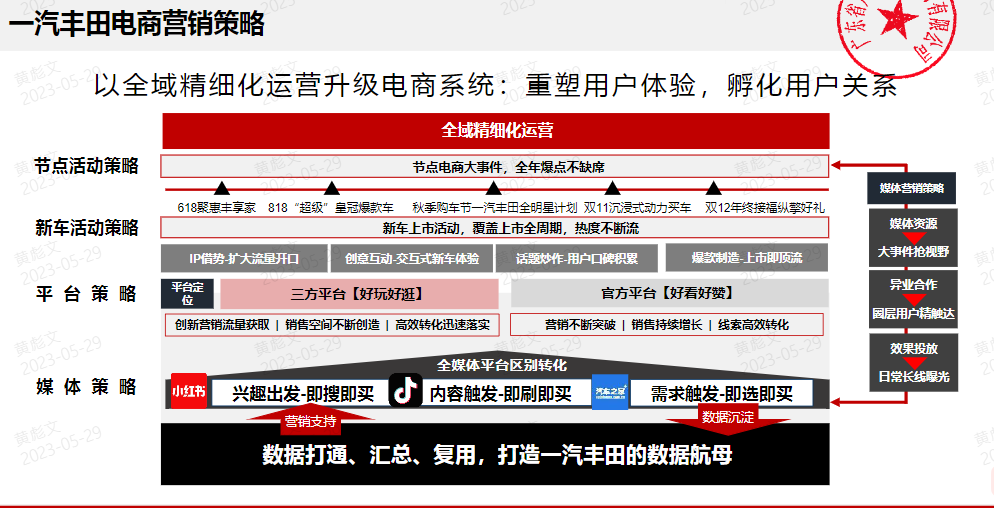 一汽丰田电商营销策略
以全域精细化运营升级电商系统：重塑用户体验，孵化用户关系
全域精细化运营
节点活动策略
节点电商大事件，全年爆点不缺席
618聚惠丰享家 818“超级”皇冠爆款车 秋季购车节一汽丰田全明星计划 双11沉浸式动力买车 双12年终接福纵擎好礼
新车活动策略
新车上市活动，覆盖上市全周期，热度不断流
IP借势-扩大流量开口
创意互动-交互式新车体验
话题炒作-用户口碑积累
爆款制造-上市即顶流
平台策略
平台定
位
三方平台【好玩好逛】
官方平台【好看好赞】
创新营销流量获取 | 销售空间不断创造 | 高效转化迅速落实
营销不断突破 | 销售持续增长 | 线索高效转化
媒体策略
全媒体平台区别转化
小红书
兴趣出发-即搜即买
内容触发-即刷即买
汽车之家
需求触发-即选即买
营销支持
数据沉淀
数据打通、汇总、复用，打造一汽丰田的数据航母
媒体营销策略
媒体资源
大事件抢视野
异业合作
圈层用户精触达
效果投放
日常长线曝光
广东省
有限公司
黄彪文
2023-05-29